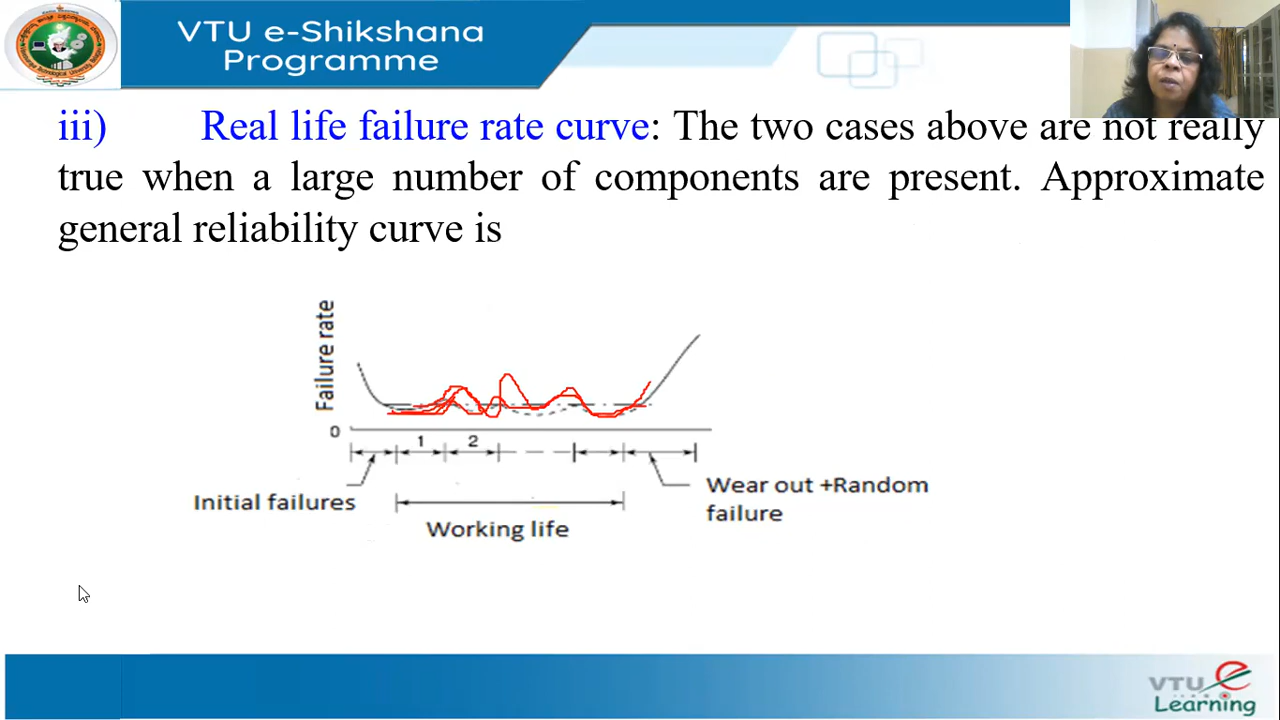 VTU e-Shikshana
Programme
iii) Real life failure rate curve: The two cases above are not really
true when a large number of components are present. Approximate
general reliability curve is
Failure rate
0
1 2
Initial failures
Working life
Wear out +Random
failure
VTU e
Learning